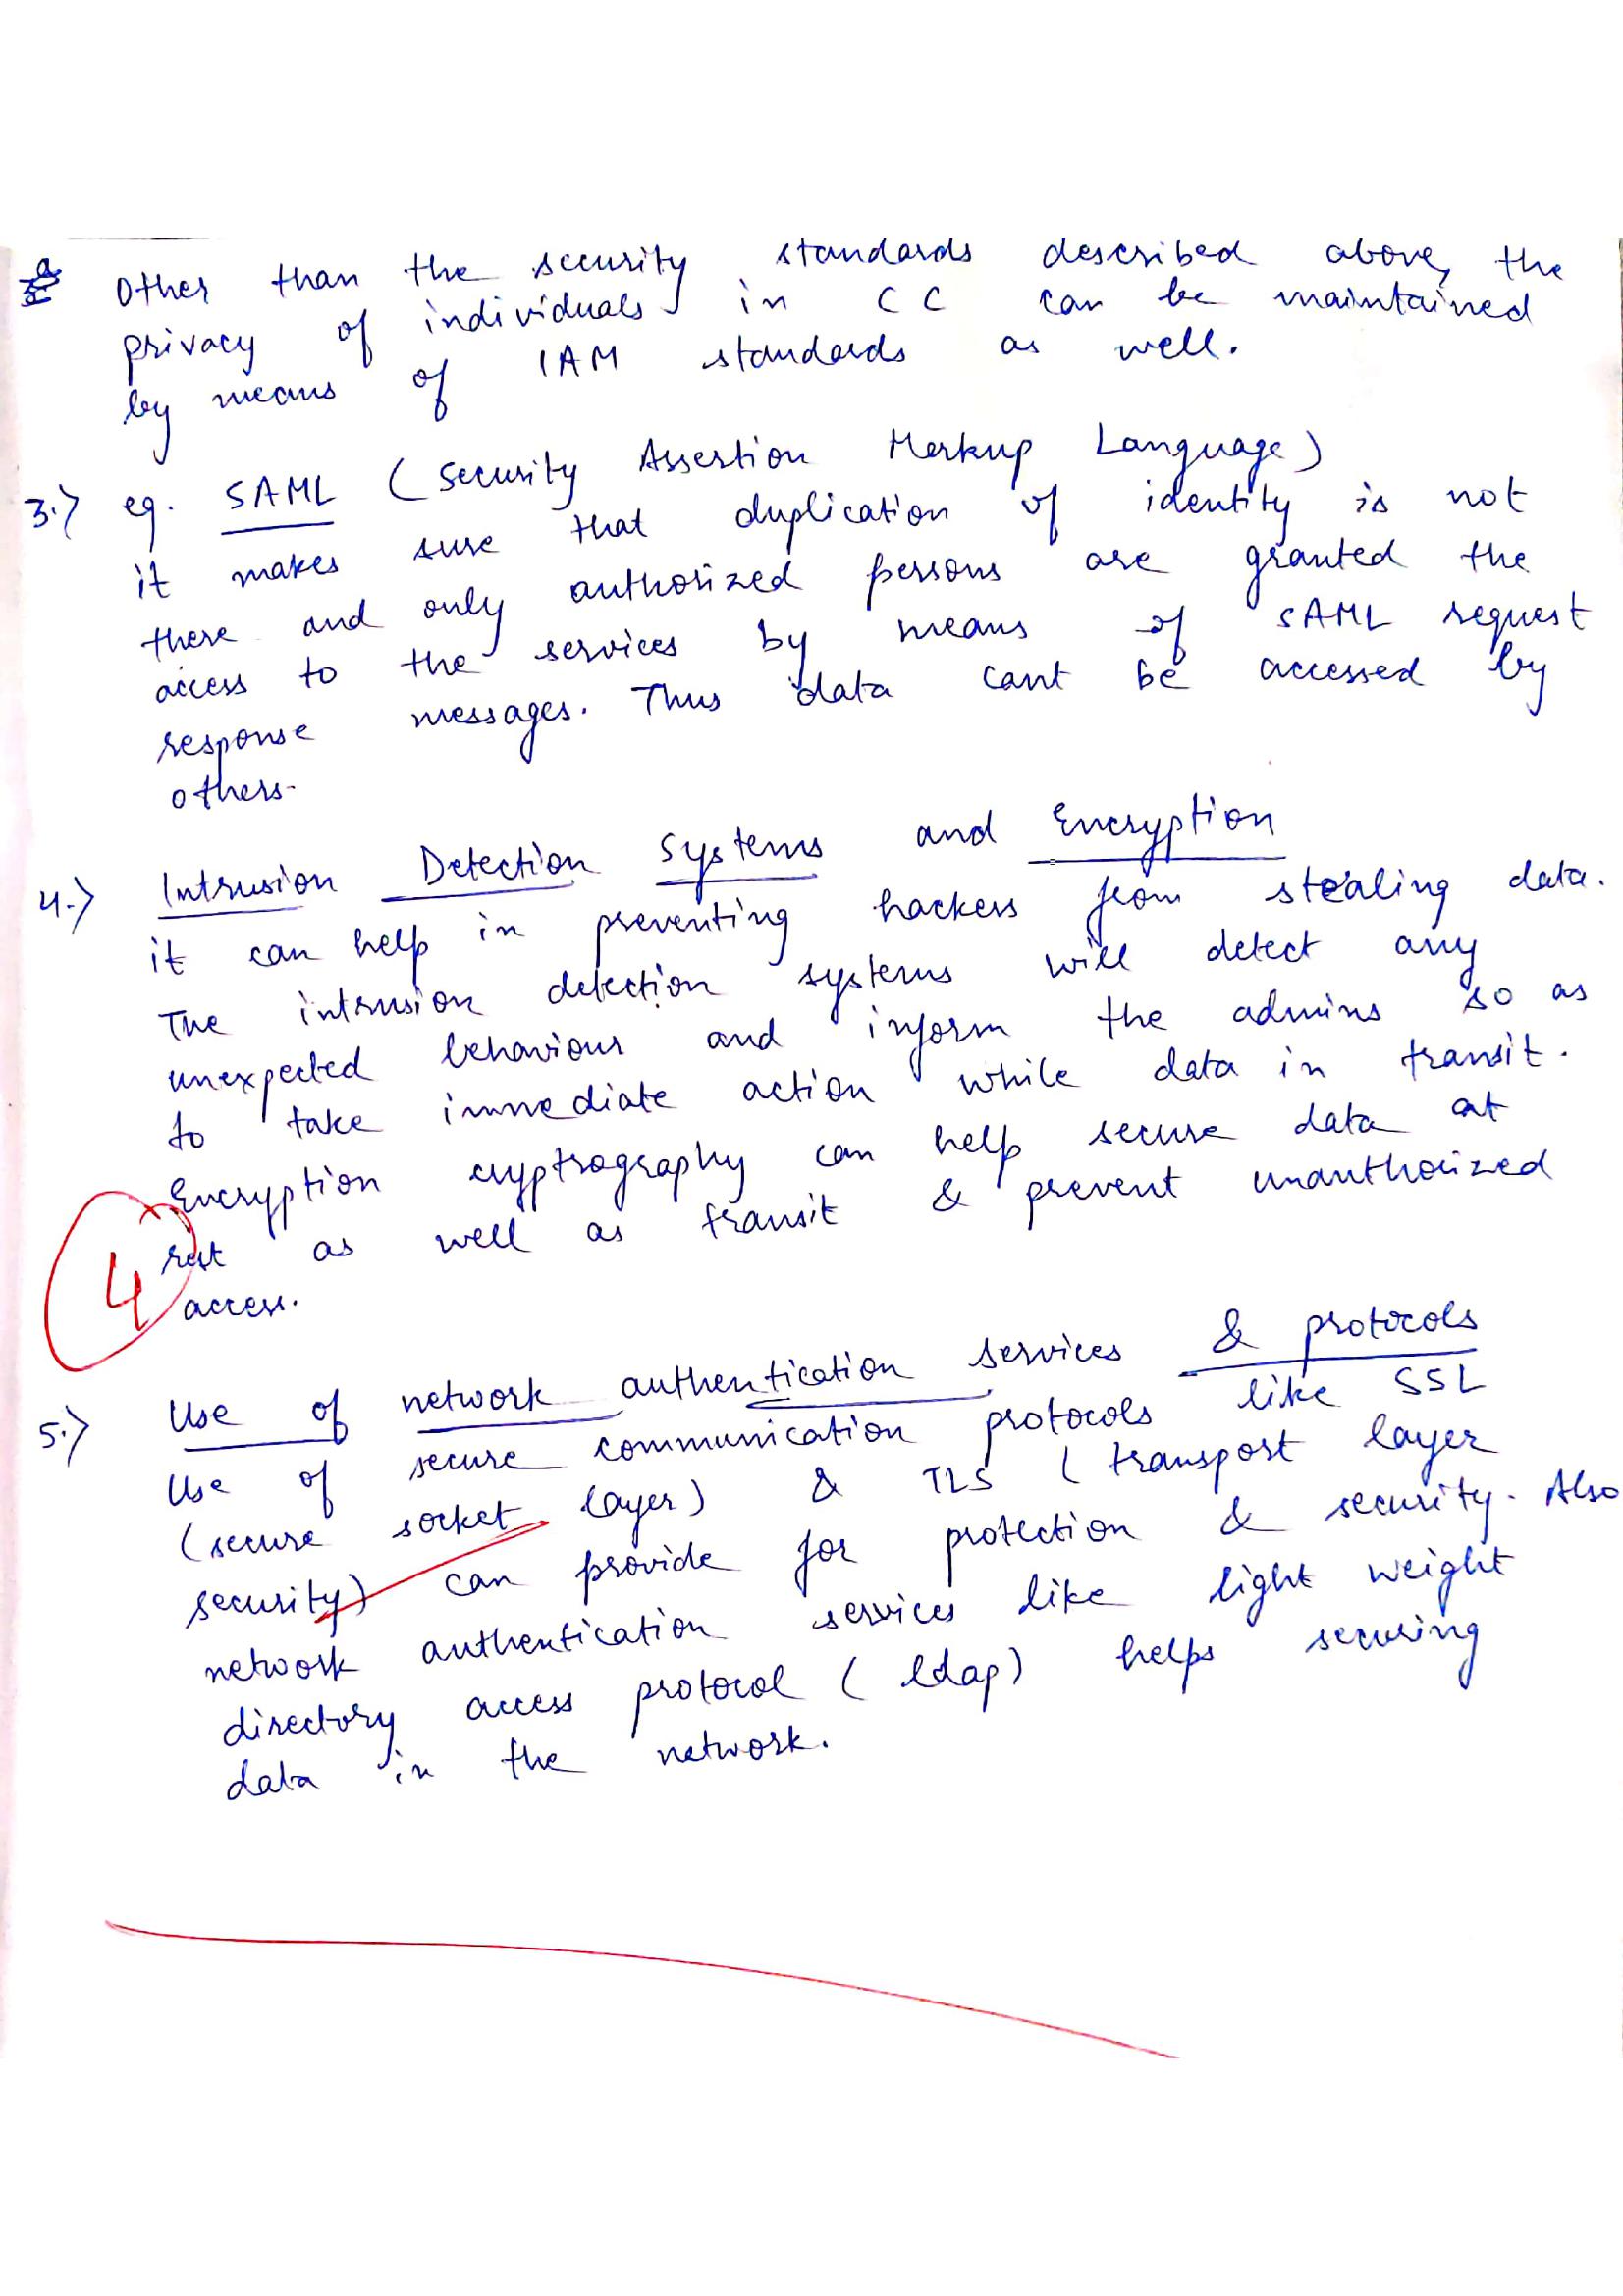 Other than the security standards described above, the
privacy of individuals in CC can be maintained
by means of IAM standards as well.
3.) eg. SAML (Security Assertion Markup Language)
it makes sure that duplication of identity is not
there and only authorized persons are granted the
access to the services by means of SAML request
response messages. Thus data cant be accessed by
others.
4.) Intrusion Detection Systems and Encryption
it can help in preventing hackers from stealing data.
The intrusion detection systems will detect any
unexpected behaviour and inform the admins so as
to take immediate action while data in transit.
Encryption cryptrography can help secure data at
rest as well as transit & prevent unauthorized
access.
4
5.) Use of network authentication services & protocols
Use of secure communication protocols like SSL
(secure socket layer) & TLS (transport layer
security) can provide for protection & security. Also
network authentication services like light weight
directory access protocol (ldap) helps securing
data in the network.